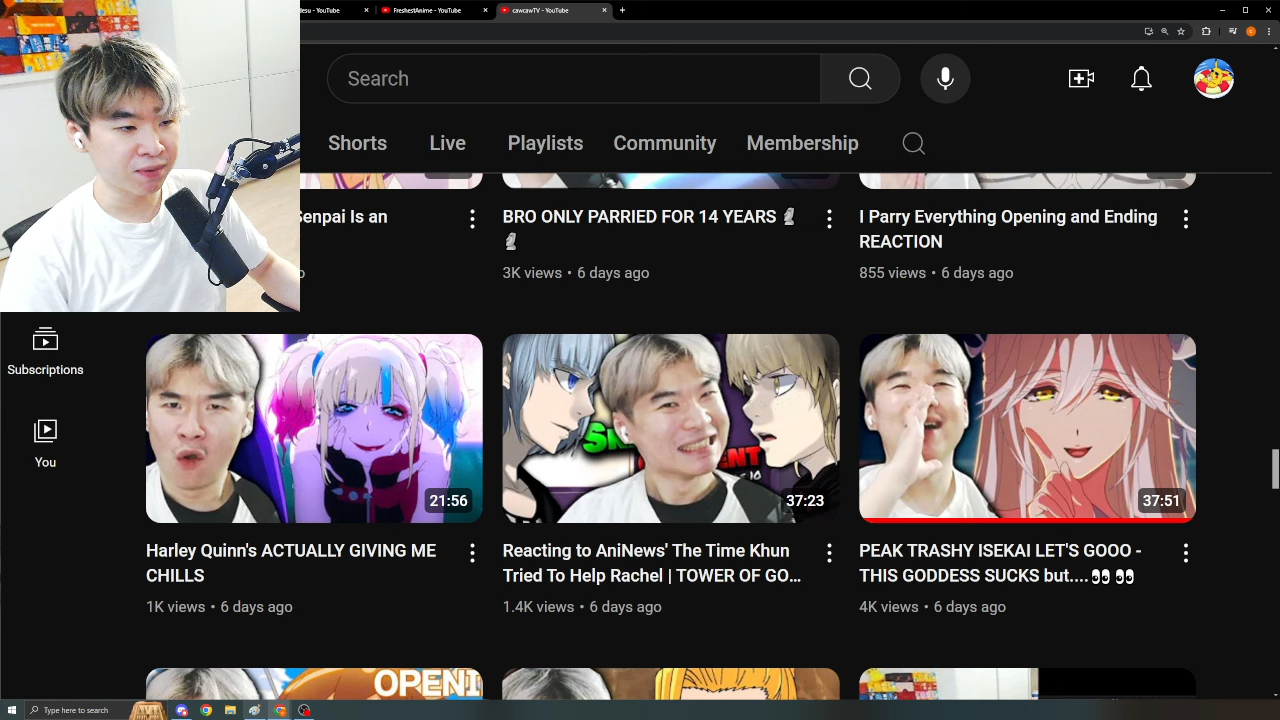 desu - YouTube
FreshestAnime - YouTube
cawcawTV - YouTube
Search
Shorts Live Playlists Community Membership
Senpai Is an
BRO ONLY PARRIED FOR 14 YEARS 🗿
🗿
3K views • 6 days ago
I Parry Everything Opening and Ending
REACTION
855 views • 6 days ago
Subscriptions
You
21:56
37:23
37:51
Harley Quinn's ACTUALLY GIVING ME
CHILLS
1K views • 6 days ago
Reacting to AniNews' The Time Khun
Tried To Help Rachel | TOWER OF GO...
1.4K views • 6 days ago
PEAK TRASHY ISEKAI LET'S GOOO -
THIS GODDESS SUCKS but....👀 👀
4K views • 6 days ago
OPENI
Type here to search